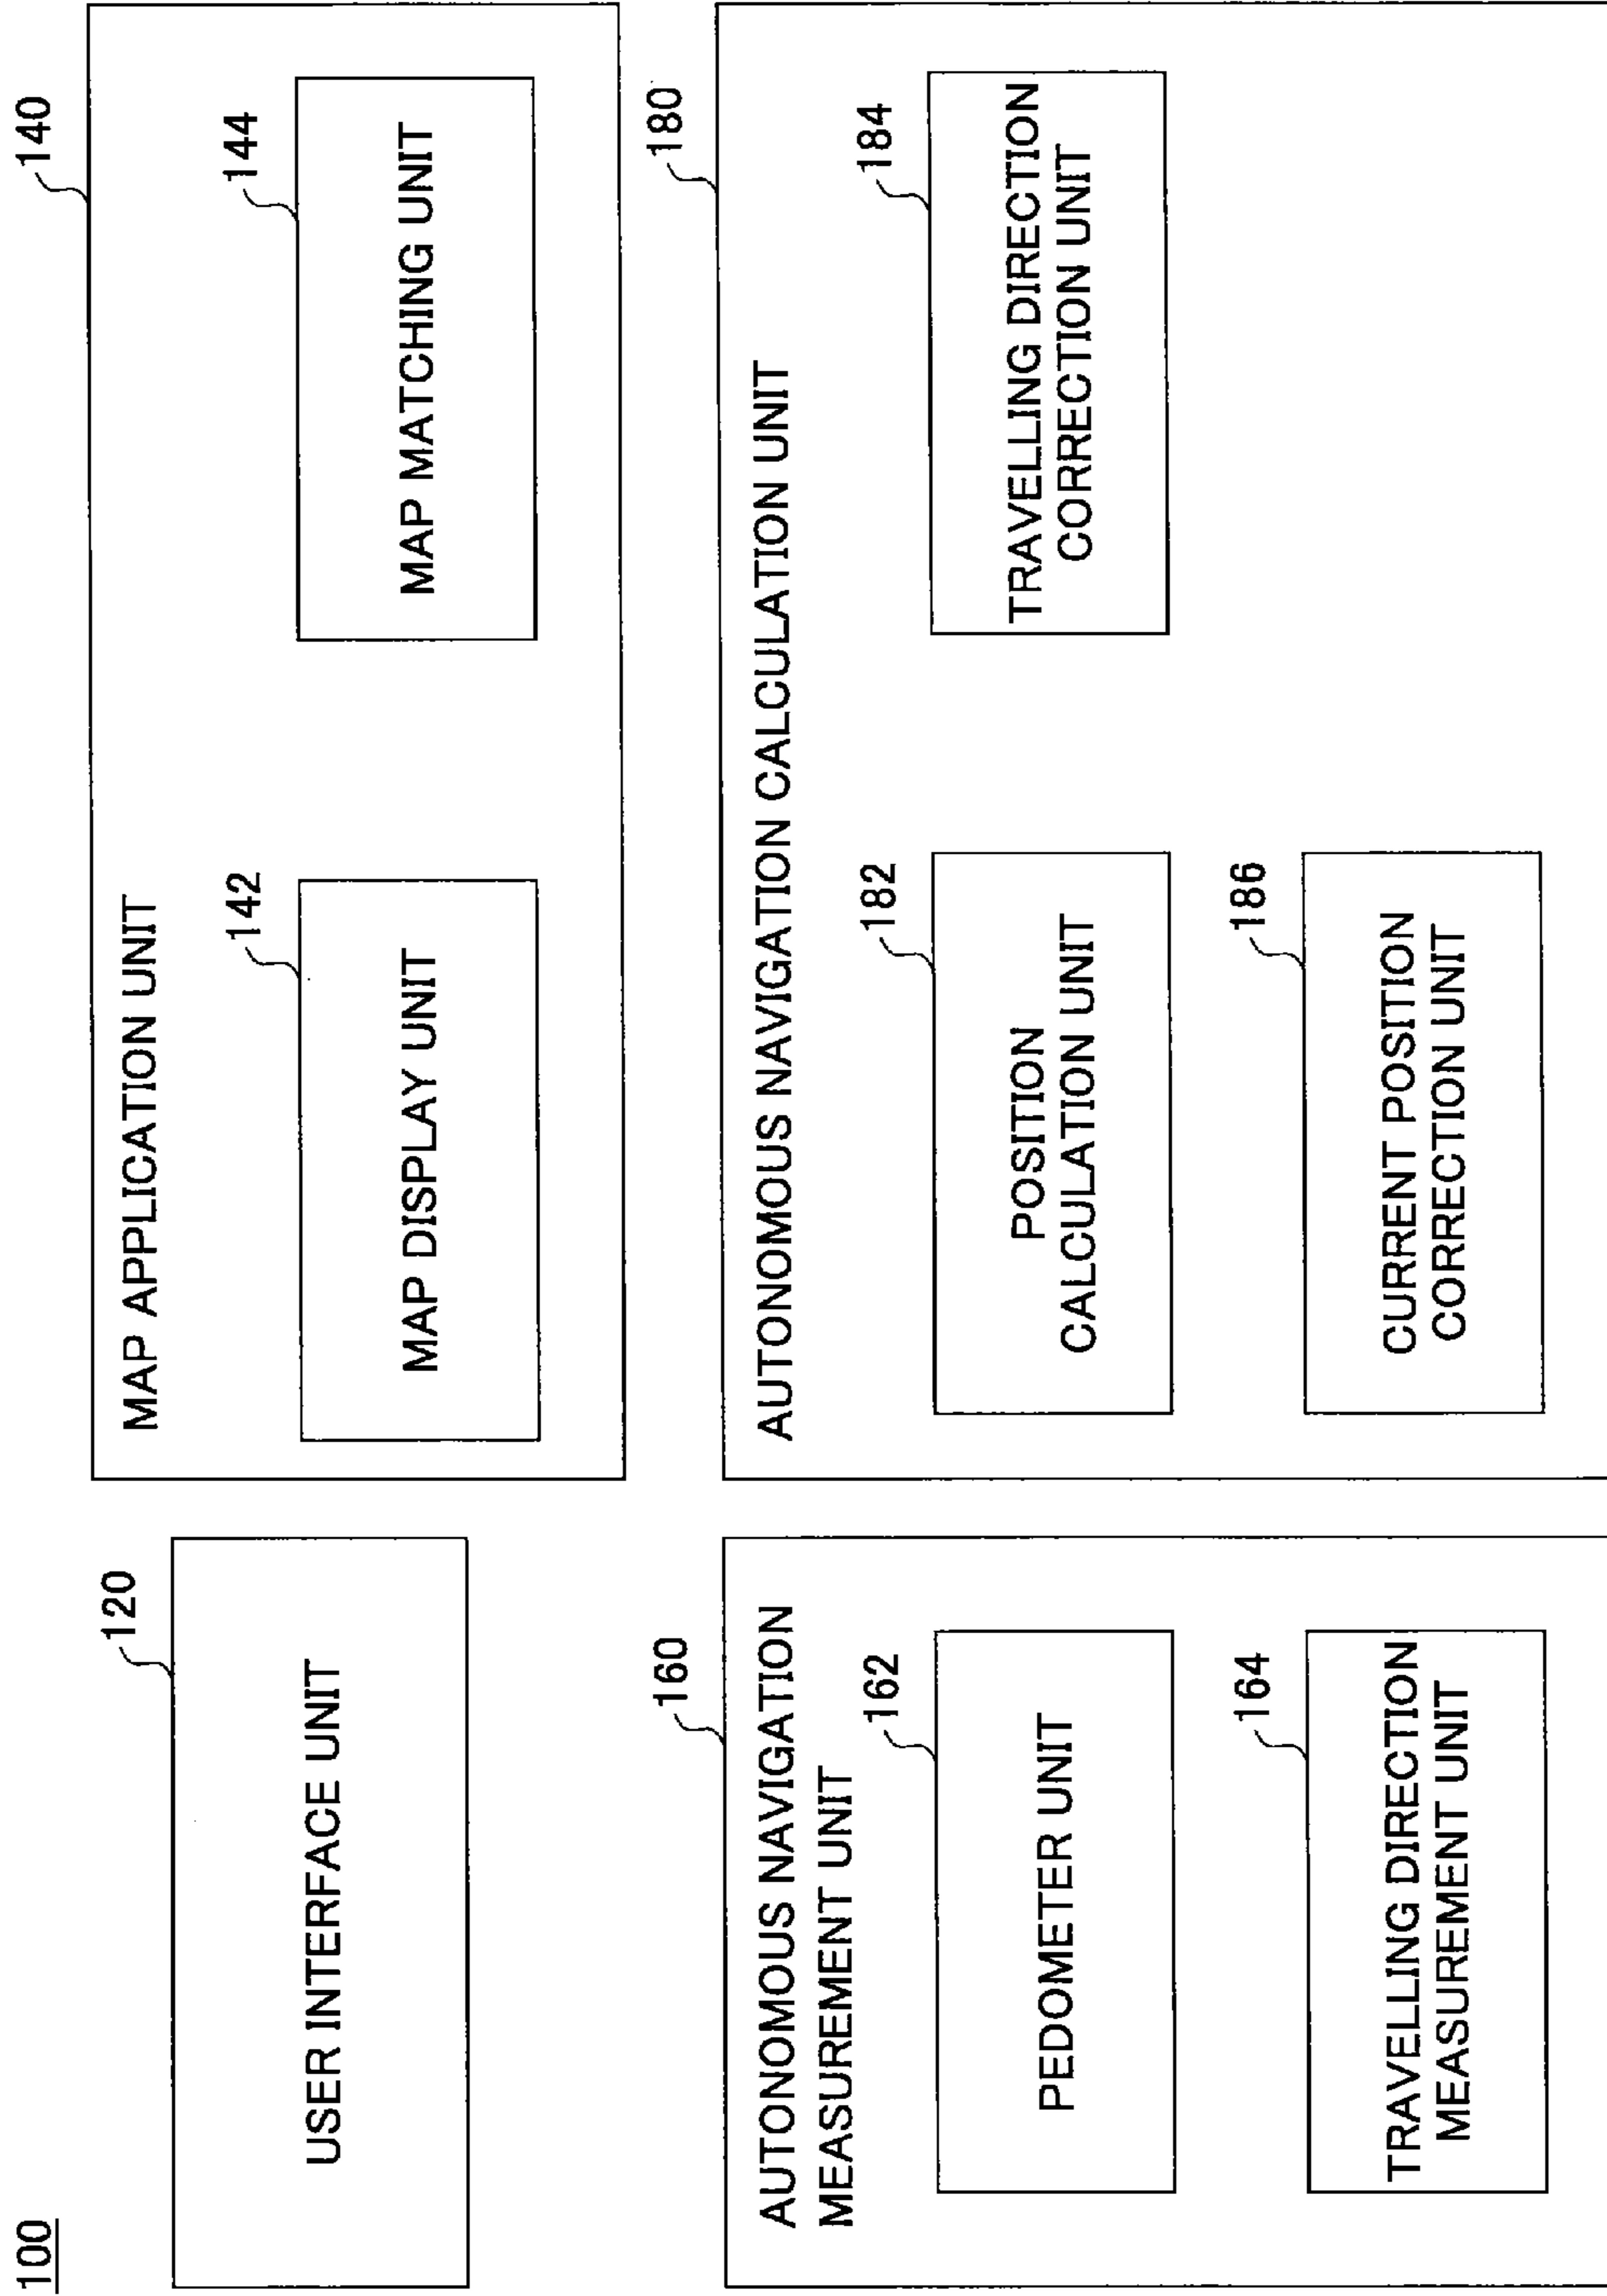 100
120
USER INTERFACE UNIT
140
MAP APPLICATION UNIT
142
MAP DISPLAY UNIT
144
MAP MATCHING UNIT
160
AUTONOMOUS NAVIGATION
MEASUREMENT UNIT
162
PEDOMETER UNIT
164
TRAVELLING DIRECTION
MEASUREMENT UNIT
180
AUTONOMOUS NAVIGATION CALCULATION UNIT
182
POSITION
CALCULATION UNIT
184
TRAVELLING DIRECTION
CORRECTION UNIT
186
CURRENT POSITION
CORRECTION UNIT